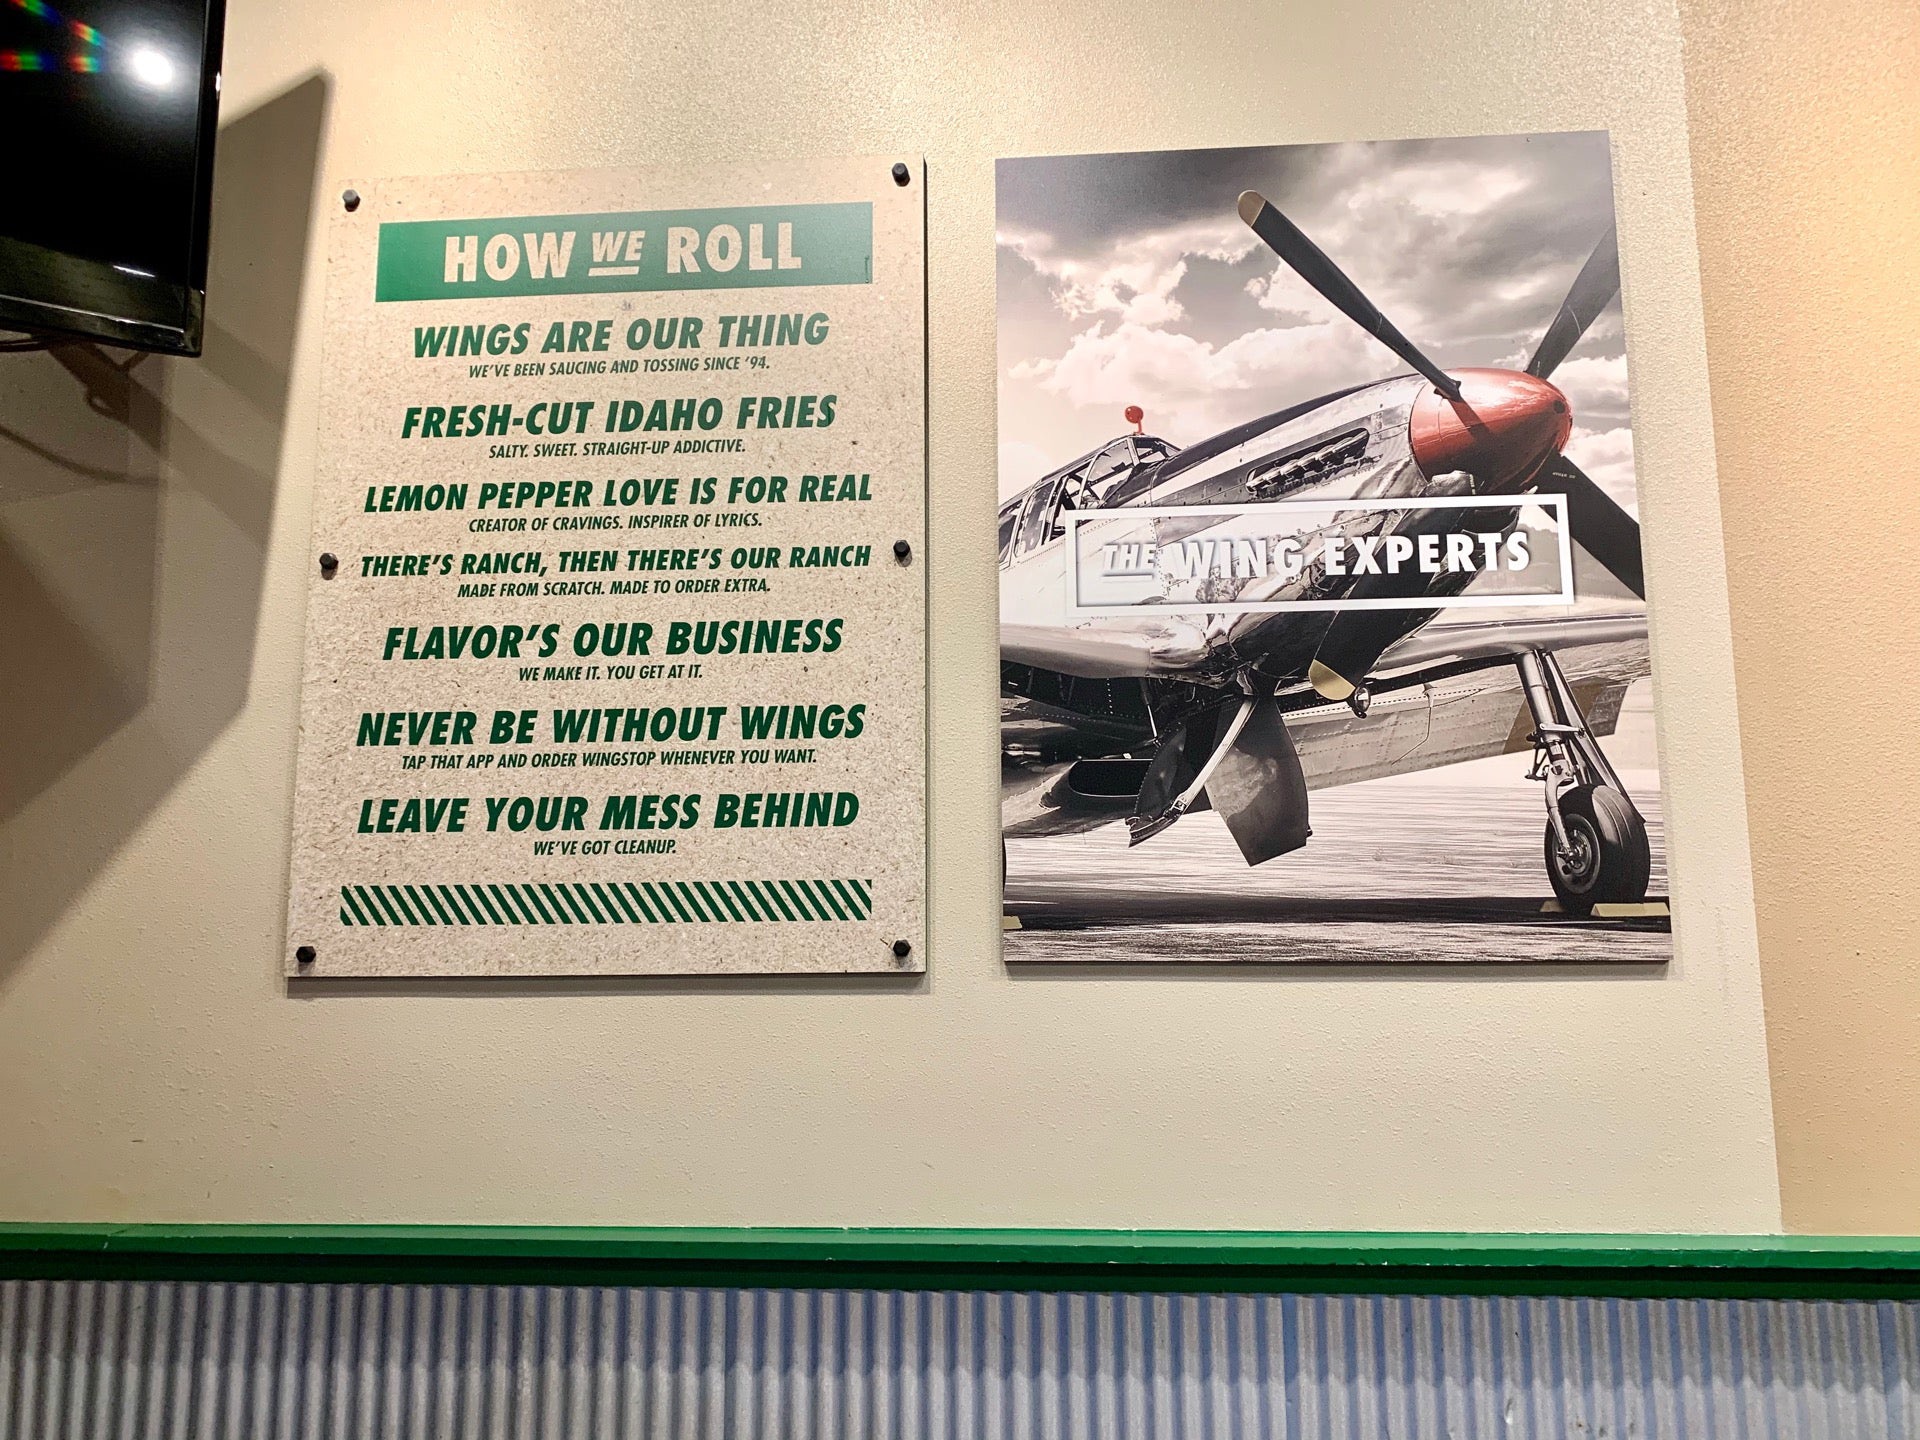 HOW WE ROLL
WINGS ARE OUR THING
WE'VE BEEN SAUCING AND TOSSING SINCE '94.
FRESH-CUT IDAHO FRIES
SALTY. SWEET. STRAIGHT-UP ADDICTIVE.
LEMON PEPPER LOVE IS FOR REAL
CREATOR OF CRAVINGS. INSPIRER OF LYRICS.
THERE'S RANCH, THEN THERE'S OUR RANCH
MADE FROM SCRATCH. MADE TO ORDER EXTRA.
FLAVOR'S OUR BUSINESS
WE MAKE IT. YOU GET AT IT.
NEVER BE WITHOUT WINGS
TAP THAT APP AND ORDER WINGSTOP WHENEVER YOU WANT.
LEAVE YOUR MESS BEHIND
WE'VE GOT CLEANUP.
THE WING EXPERTS